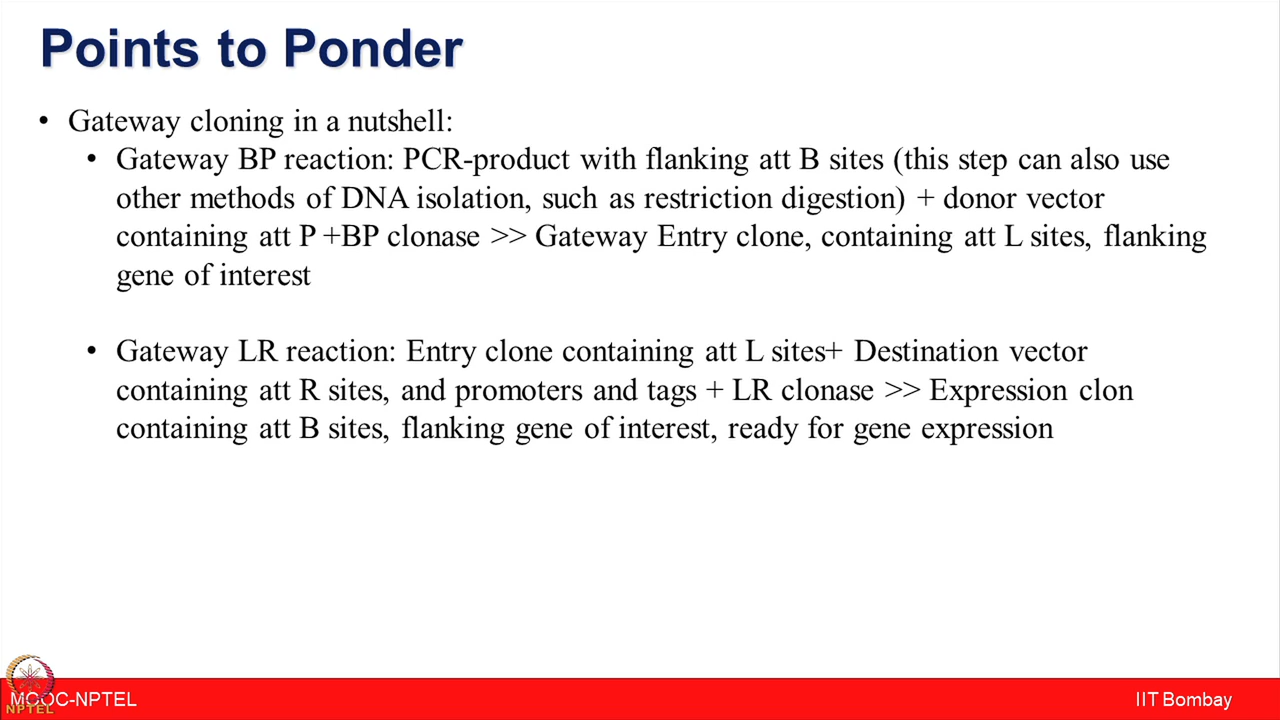 Points to Ponder
• Gateway cloning in a nutshell:
• Gateway BP reaction: PCR-product with flanking att B sites (this step can also use
other methods of DNA isolation, such as restriction digestion) + donor vector
containing att P +BP clonase >> Gateway Entry clone, containing att L sites, flanking
gene of interest
• Gateway LR reaction: Entry clone containing att L sites+ Destination vector
containing att R sites, and promoters and tags + LR clonase >> Expression clon
containing att B sites, flanking gene of interest, ready for gene expression
MOOC-NPTEL
NPTEL
IIT Bombay